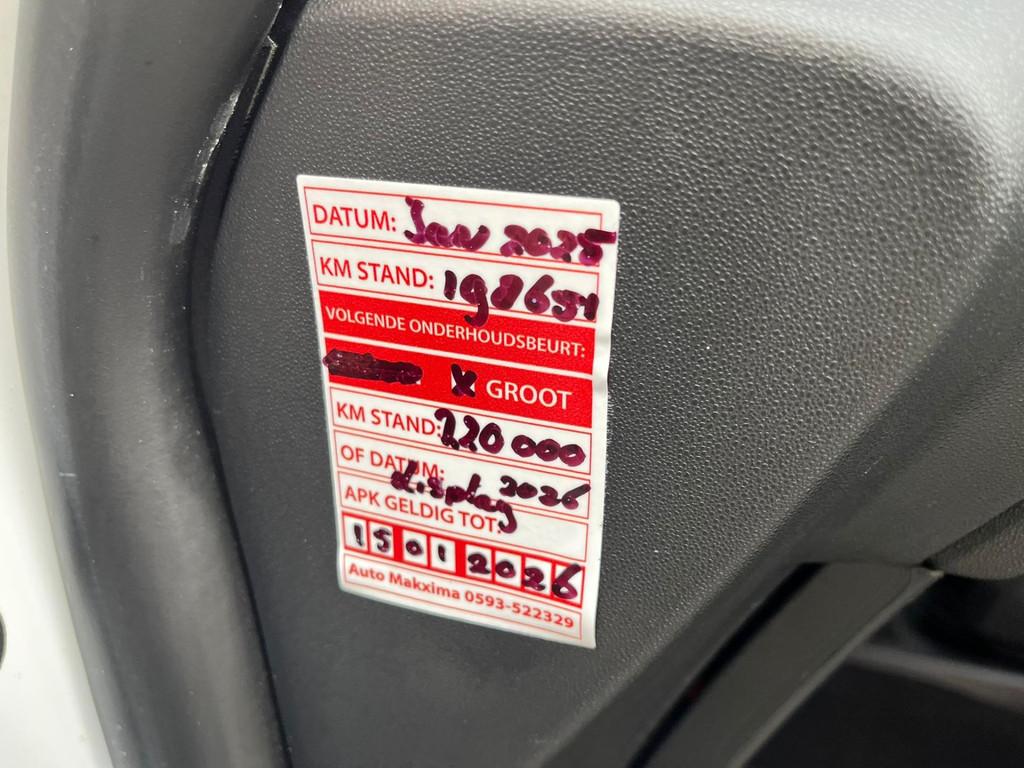 DATUM: Jan 2025
KM STAND: 198654
VOLGENDE ONDERHOUDSBEURT:
X GROOT
KM STAND: 220 000
OF DATUM: 2026
display
APK GELDIG TOT:
15 01 2026
Auto Makxima 0593-522329